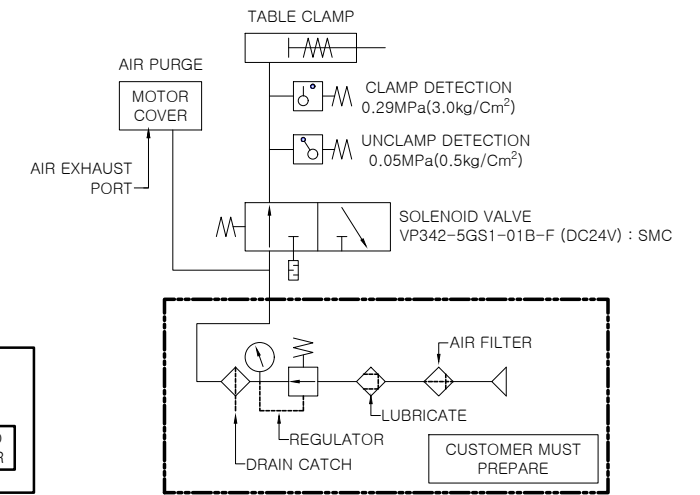 TABLE CLAMP
AIR PURGE
MOTOR
COVER
CLAMP DETECTION
0.29MPa(3.0kg/Cm²)
UNCLAMP DETECTION
0.05MPa(0.5kg/Cm²)
AIR EXHAUST
PORT
SOLENOID VALVE
VP342-5GS1-01B-F (DC24V) : SMC
AIR FILTER
LUBRICATE
REGULATOR
DRAIN CATCH
CUSTOMER MUST
PREPARE